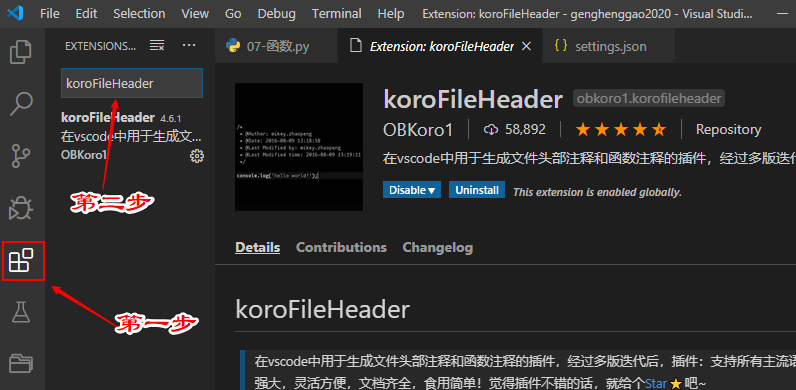 Edit Selection View Go Debug Terminal Help Extension: koroFileHeader - genghenggao2020 - Visual Studi...
EXTENSIONS...
07-函数.py
Extension: koroFileHeader
{ } settings.json
koroFileHeader
koroFileHeader 4.6.1
在vscode中用于生成文...
OBKoro1
第二步
第一步
/*
* @Author: mikey.zhaopeng
* @Date: 2016-08-09 13:18:50
* @Last Modified by: mikey.zhaopeng
* @Last Modified time: 2016-08-09 13:19:11
*/
console.log("hello world!");
koroFileHeader obkoro1.korofileheader
OBKoro1 58,892 Repository
在vscode中用于生成文件头部注释和函数注释的插件，经过多版迭代
Disable Uninstall This extension is enabled globally.
Details Contributions Changelog
koroFileHeader
在vscode中用于生成文件头部注释和函数注释的插件，经过多版迭代后，插件：支持所有主流语
强大，灵活方便，文档齐全，食用简单！觉得插件不错的话，就给个Star⭐吧~